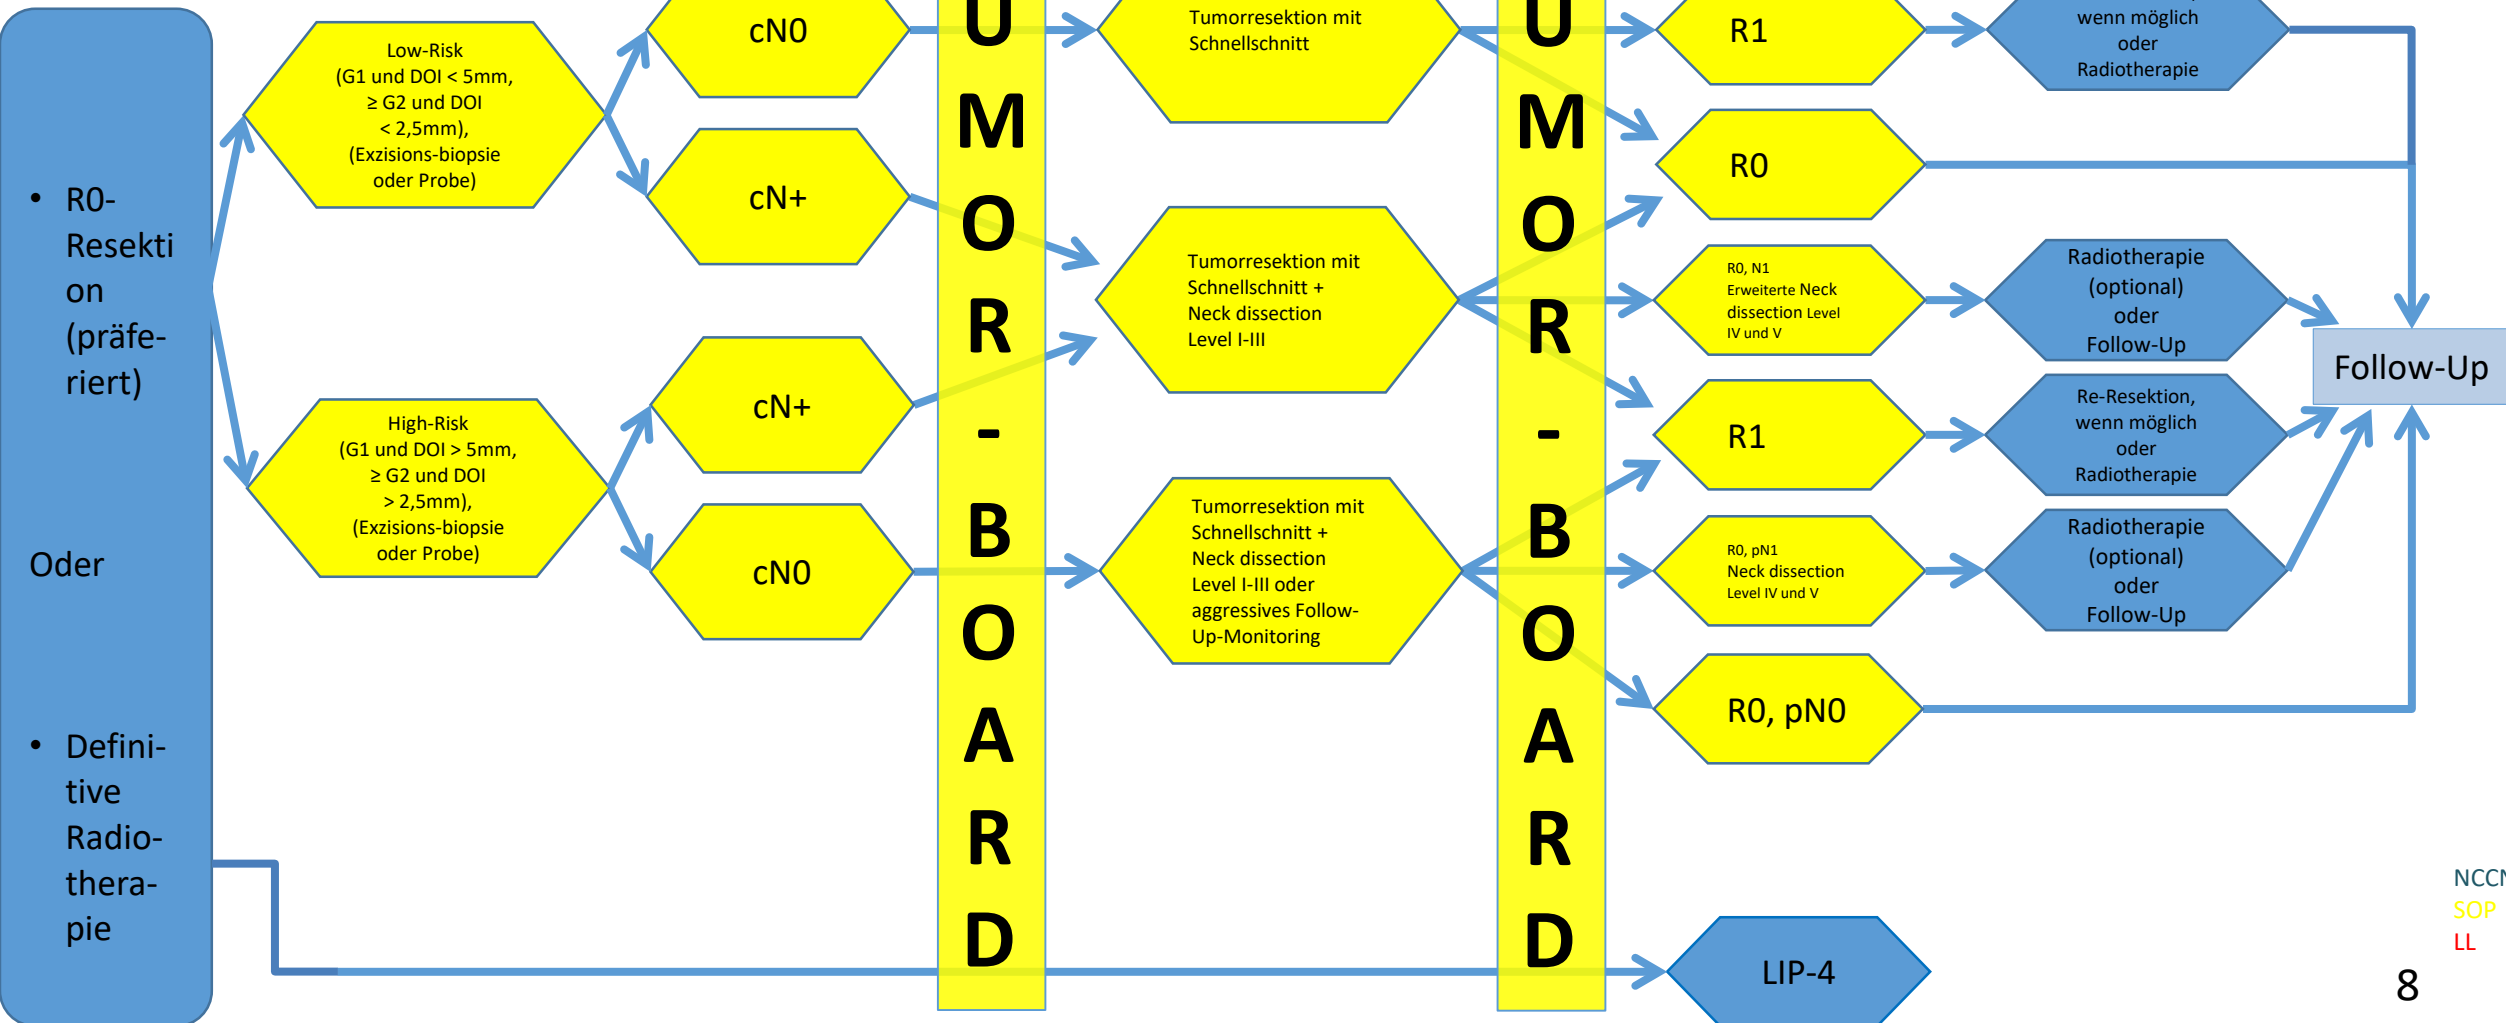 • R0-
Resekti
on
(präfe-
riert)
Oder
• Defini-
tive
Radio-
thera-
pie
Low-Risk
(G1 und DOI < 5mm,
≥ G2 und DOI
< 2,5mm),
(Exzisions-biopsie
oder Probe)
High-Risk
(G1 und DOI > 5mm,
≥ G2 und DOI
> 2,5mm),
(Exzisions-biopsie
oder Probe)
cN0
cN+
cN+
cN0
U
M
O
R
-
B
O
A
R
D
Tumorresektion mit
Schnellschnitt
Tumorresektion mit
Schnellschnitt +
Neck dissection
Level I-III
Tumorresektion mit
Schnellschnitt +
Neck dissection
Level I-III oder
aggressives Follow-
Up-Monitoring
U
M
O
R
-
B
O
A
R
D
R1
R0
R0, N1
Erweiterte Neck
dissection Level
IV und V
R1
R0, pN1
Neck dissection
Level IV und V
R0, pN0
LIP-4
wenn möglich
oder
Radiotherapie
Radiotherapie
(optional)
oder
Follow-Up
Re-Resektion,
wenn möglich
oder
Radiotherapie
Radiotherapie
(optional)
oder
Follow-Up
Follow-Up
NCCN
SOP
LL
8